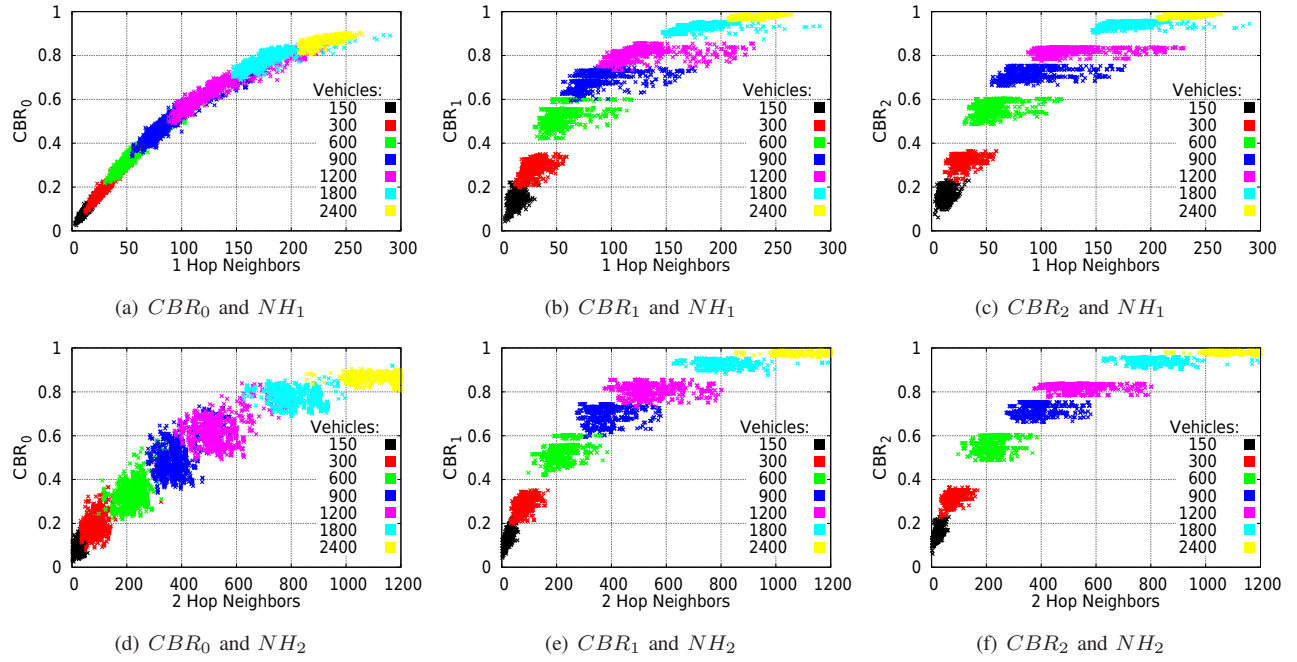 1
0.8
0.6
0.4
0.2
0
CBR0
0 50 100 150 200 250 300
1 Hop Neighbors
Vehicles:
150
300
600
900
1200
1800
2400
(a) CBR0 and NH1
1
0.8
0.6
0.4
0.2
0
CBR1
0 50 100 150 200 250 300
1 Hop Neighbors
Vehicles:
150
300
600
900
1200
1800
2400
(b) CBR1 and NH1
1
0.8
0.6
0.4
0.2
0
CBR2
0 50 100 150 200 250 300
1 Hop Neighbors
Vehicles:
150
300
600
900
1200
1800
2400
(c) CBR2 and NH1
1
0.8
0.6
0.4
0.2
0
CBR0
0 200 400 600 800 1000 1200
2 Hop Neighbors
Vehicles:
150
300
600
900
1200
1800
2400
(d) CBR0 and NH2
1
0.8
0.6
0.4
0.2
0
CBR1
0 200 400 600 800 1000 1200
2 Hop Neighbors
Vehicles:
150
300
600
900
1200
1800
2400
(e) CBR1 and NH2
1
0.8
0.6
0.4
0.2
0
CBR2
0 200 400 600 800 1000 1200
2 Hop Neighbors
Vehicles:
150
300
600
900
1200
1800
2400
(f) CBR2 and NH2